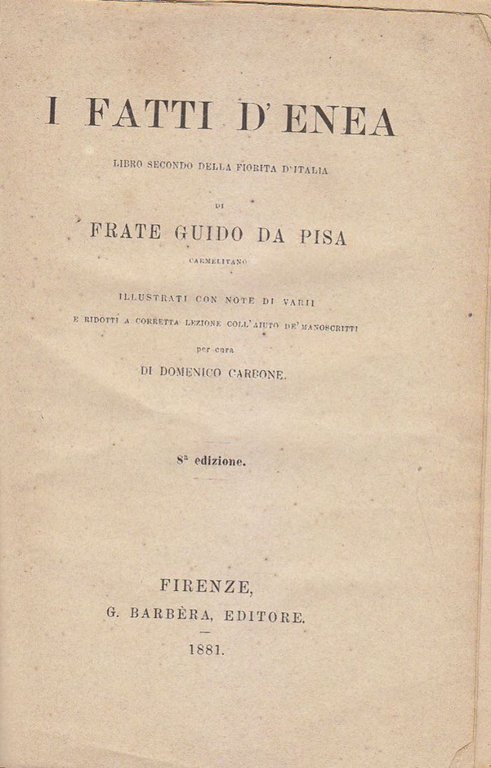 I FATTI D'ENEA
LIBRO SECONDO DELLA FIORITA D'ITALIA
DI
FRATE GUIDO DA PISA
CARMELITANO
ILLUSTRATI CON NOTE DI VARII
E RIDOTTI A CORRETTA LEZIONE COLL'AIUTO DE' MANOSCRITTI
per cura
DI DOMENICO CARBONE.
8ª edizione.
FIRENZE,
G. BARBÈRA, EDITORE.
1881.